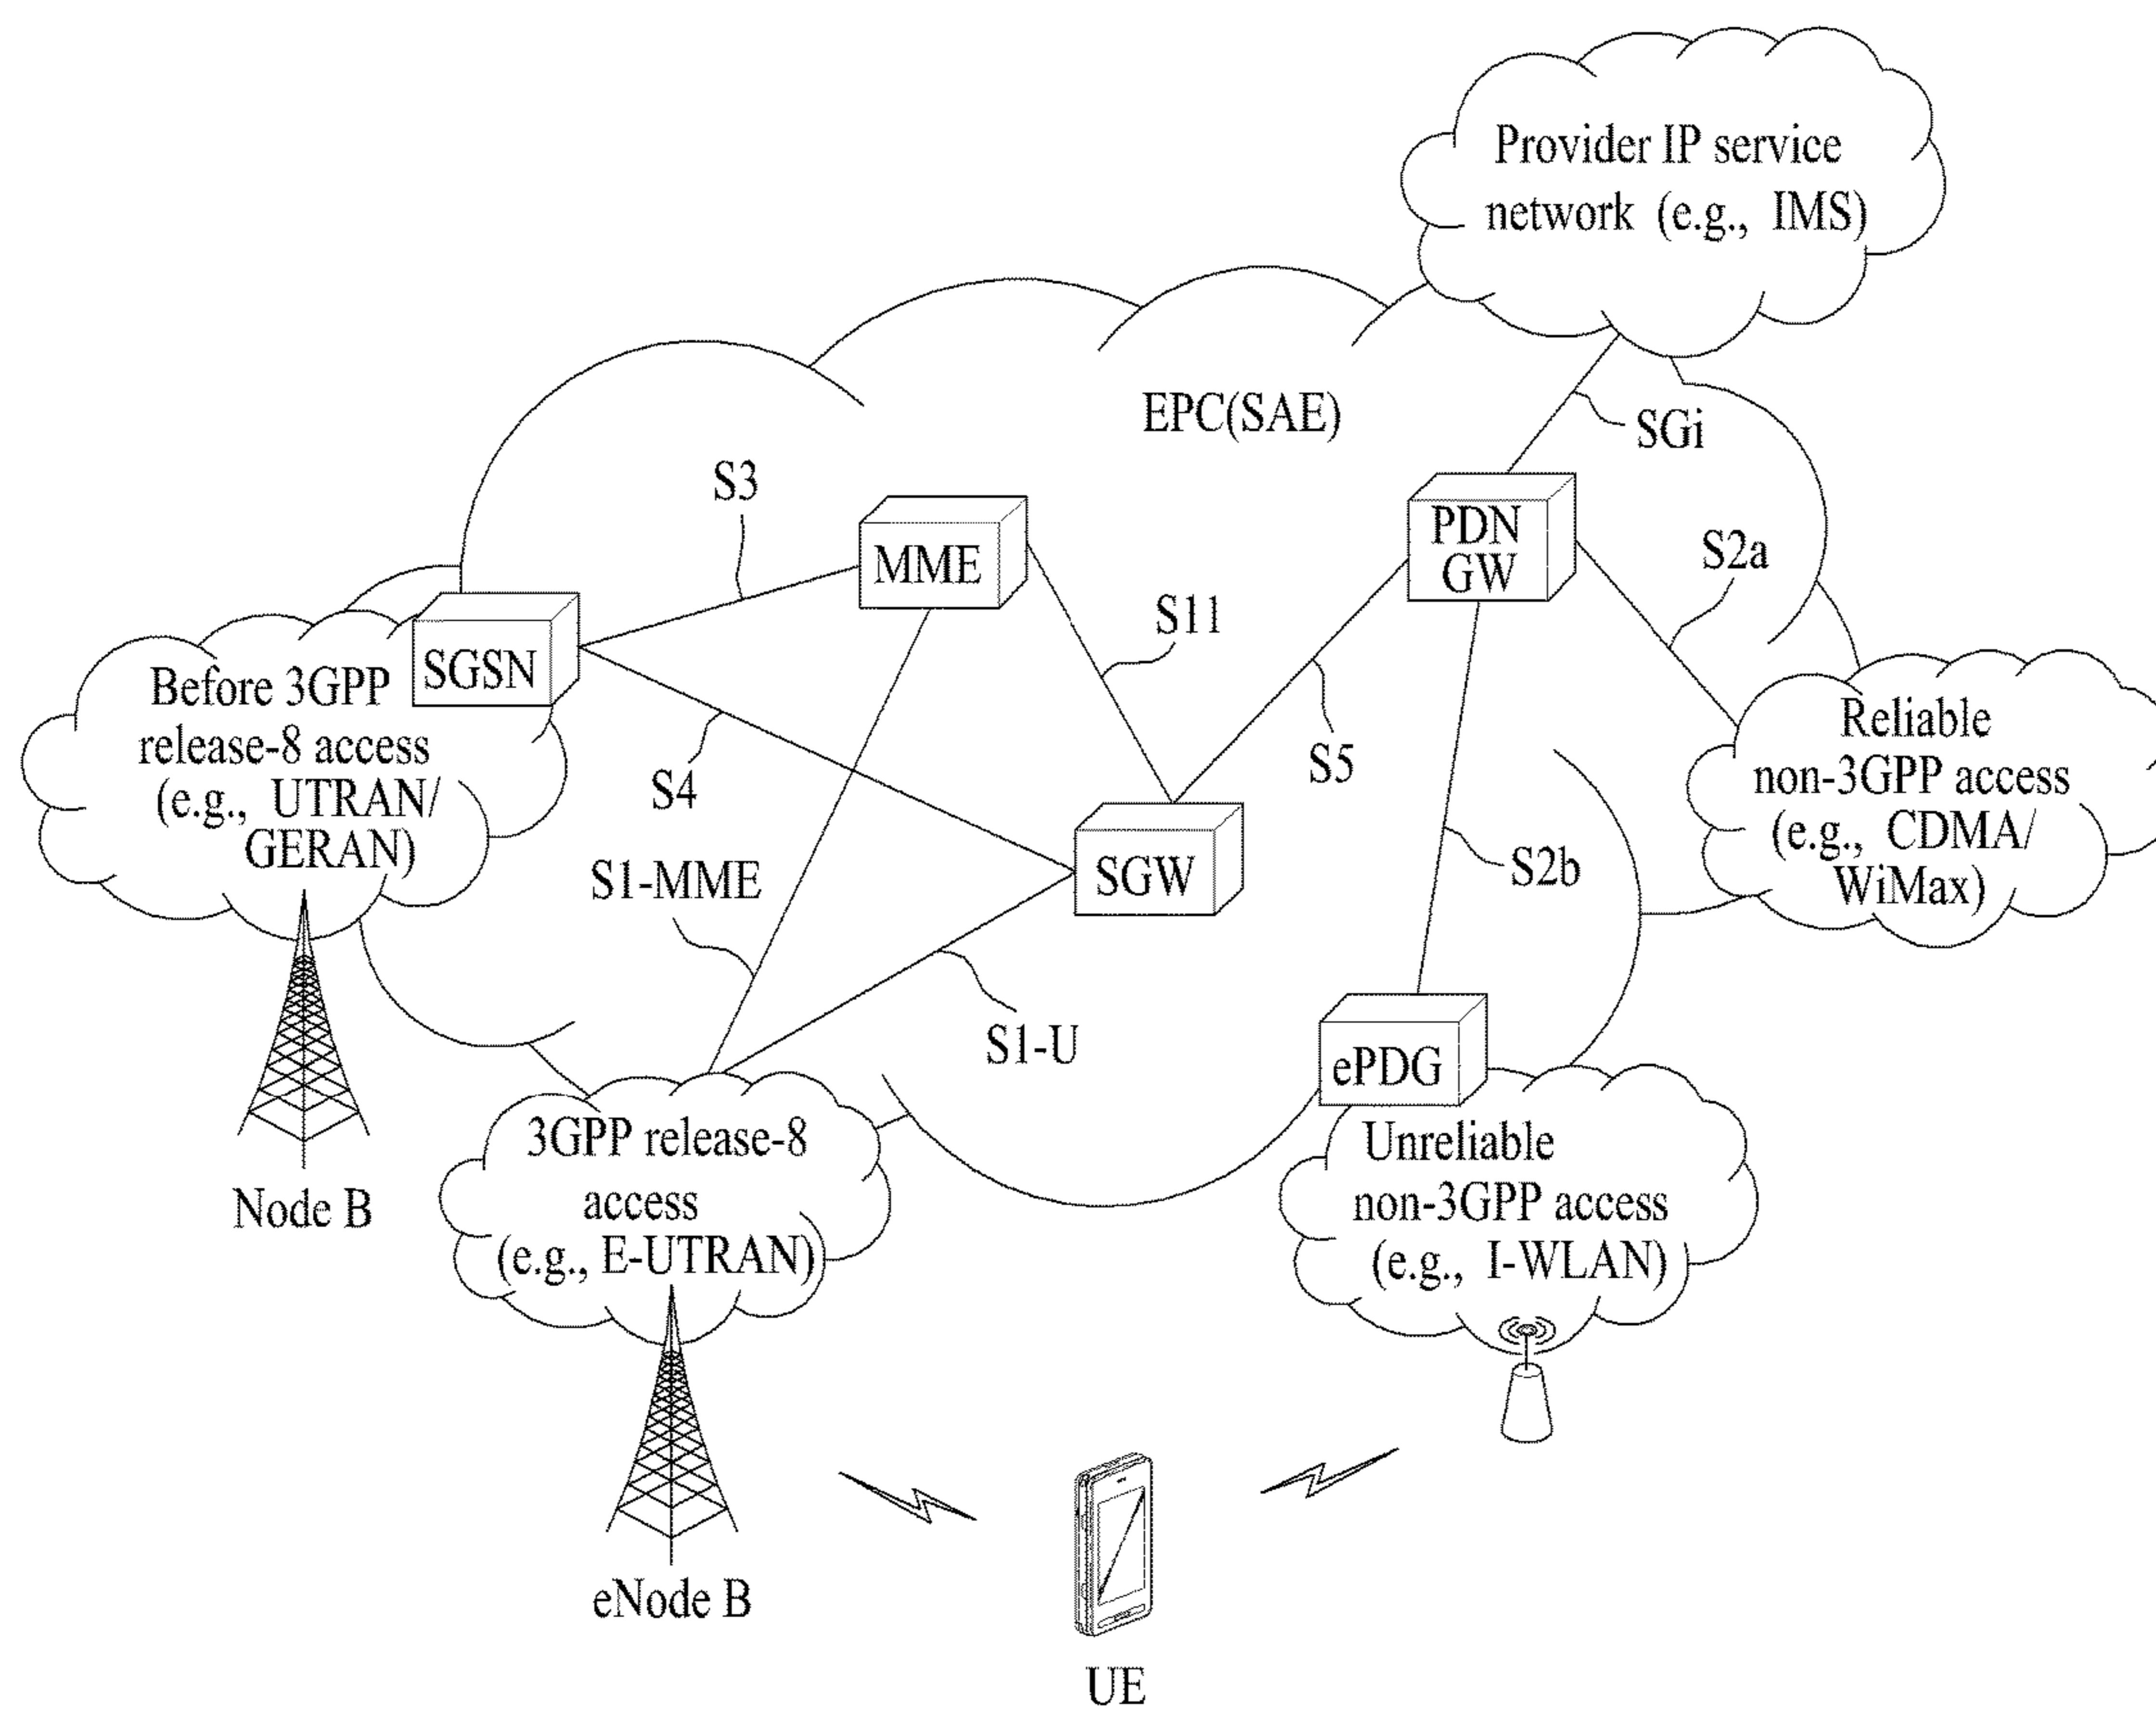 Provider IP service
network (e.g., IMS)
EPC(SAE)
SGi
S3
MME
PDN
GW
S2a
S11
SGSN
Before 3GPP
release-8 access
(e.g., UTRAN/
GERAN)
S4
S5
Reliable
non-3GPP access
(e.g., CDMA/
WiMax)
S1-MME
SGW
S2b
S1-U
ePDG
3GPP release-8
access
(e.g., E-UTRAN)
Unreliable
non-3GPP access
(e.g., I-WLAN)
Node B
eNode B
UE